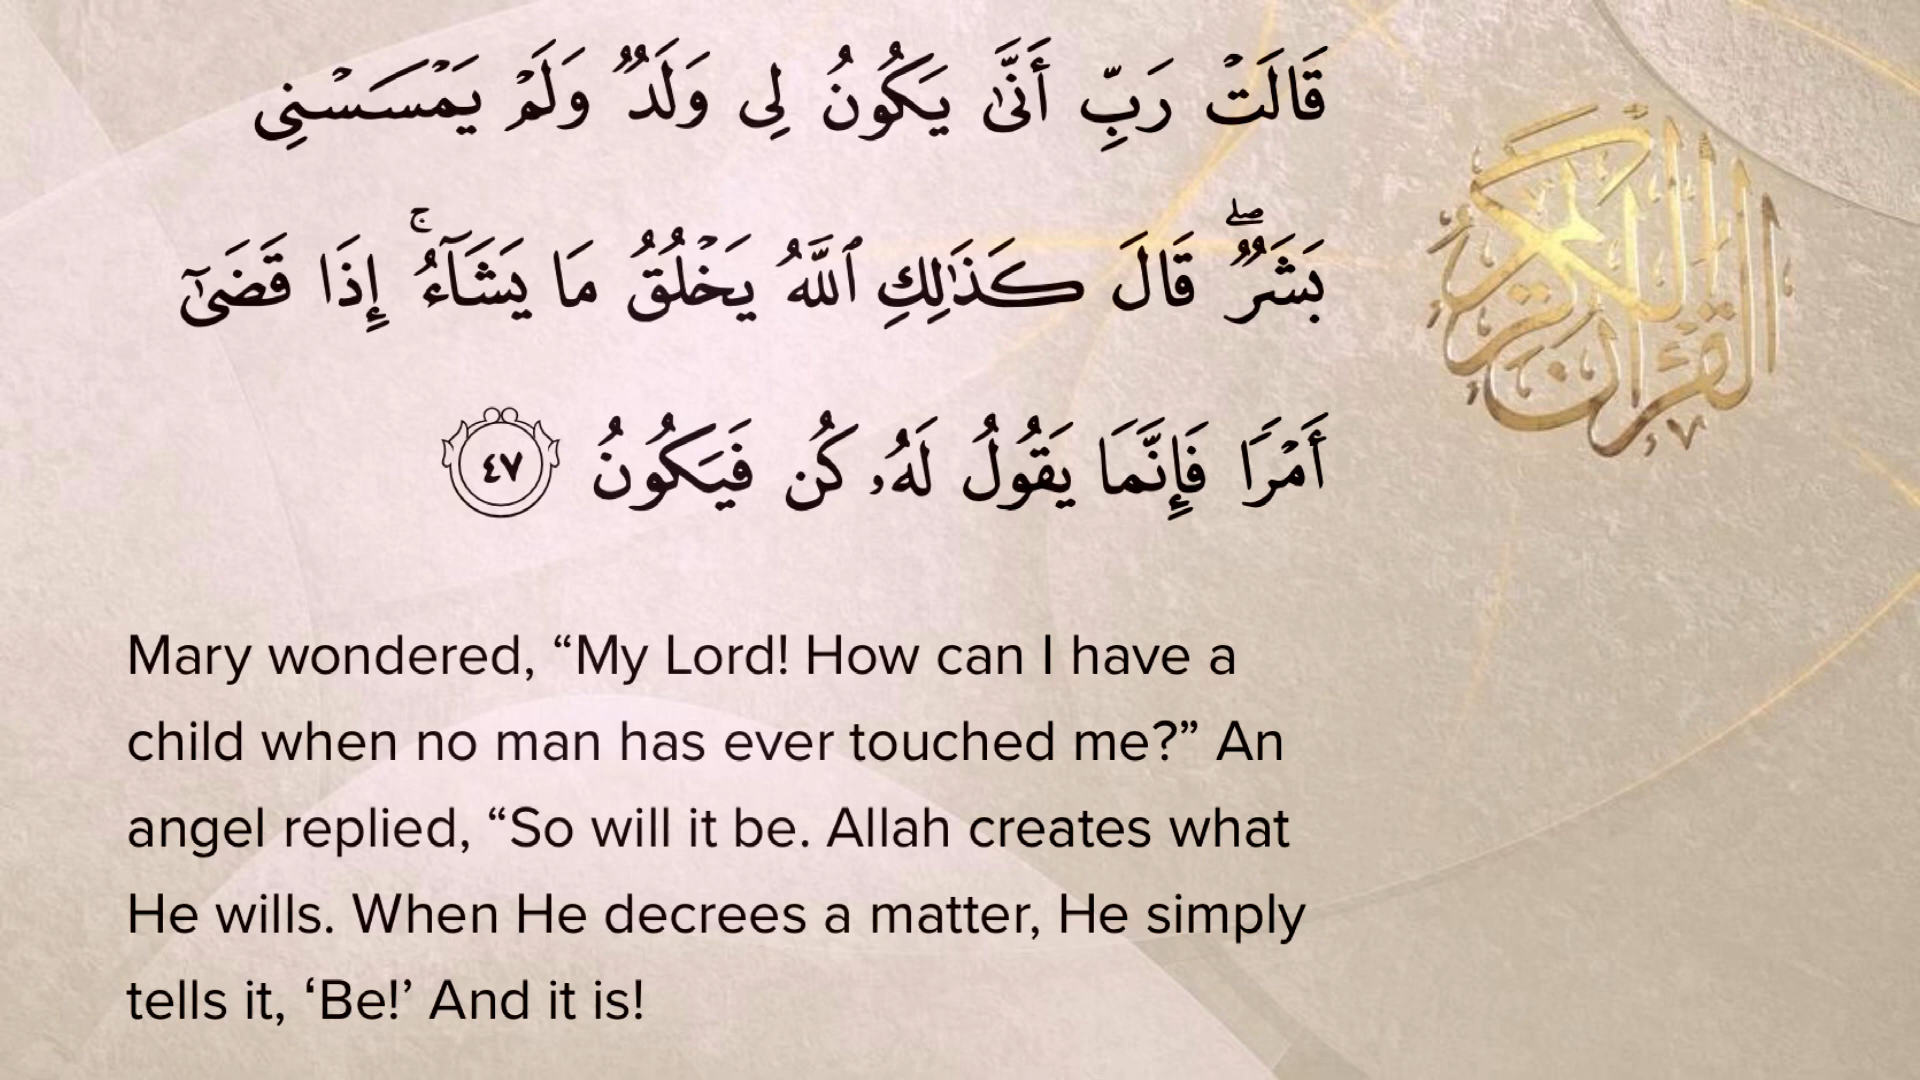 قَالَتۡ رَبِّ أَنَّىٰ يَكُونُ لِي وَلَدٞ وَلَمۡ يَمۡسَسۡنِي
بَشَرٞۖ قَالَ كَذَٰلِكِ ٱللَّهُ يَخۡلُقُ مَا يَشَآءُۚ إِذَا قَضَىٰٓ
أَمۡرٗا فَإِنَّمَا يَقُولُ لَهُۥ كُن فَيَكُونُ ٤٧
القرآن الكريم
Mary wondered, “My Lord! How can I have a
child when no man has ever touched me?” An
angel replied, “So will it be. Allah creates what
He wills. When He decrees a matter, He simply
tells it, ‘Be!’ And it is!